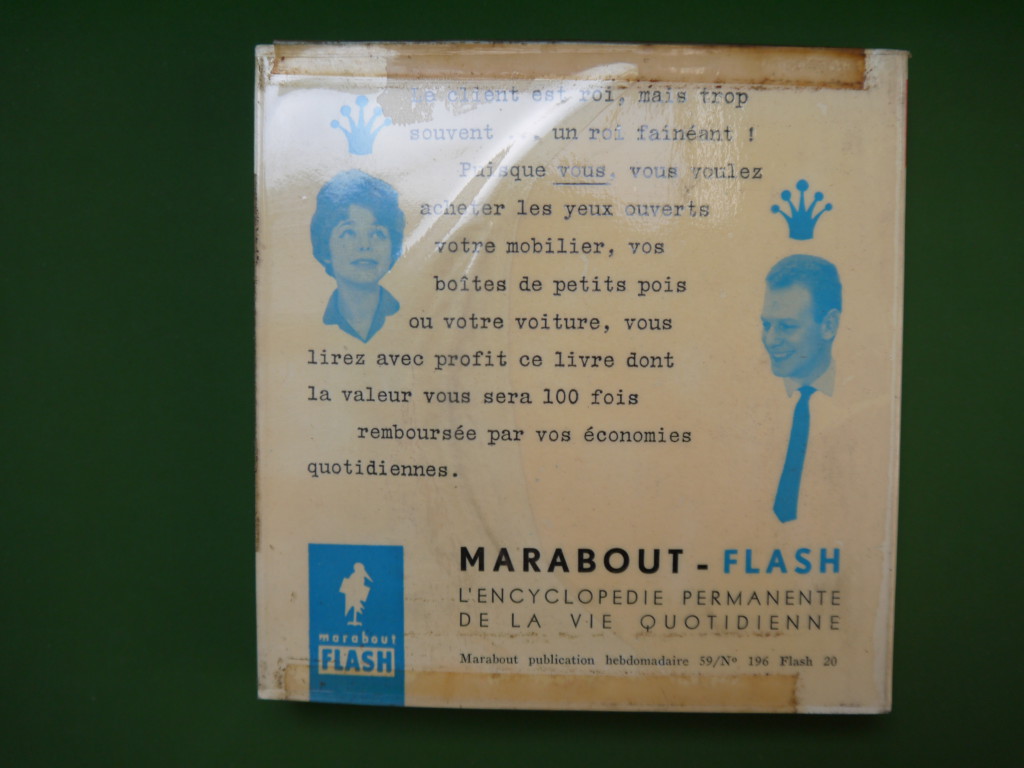 Le client est roi, mais trop
souvent ... un roi fainéant !
Puisque vous, vous voulez
acheter les yeux ouverts
votre mobilier, vos
boîtes de petits pois
ou votre voiture, vous
lirez avec profit ce livre dont
la valeur vous sera 100 fois
remboursée par vos économies
quotidiennes.
MARABOUT - FLASH
L'ENCYCLOPEDIE PERMANENTE
DE LA VIE QUOTIDIENNE
Marabout publication hebdomadaire 59/Nº 196 Flash 20
marabout
FLASH